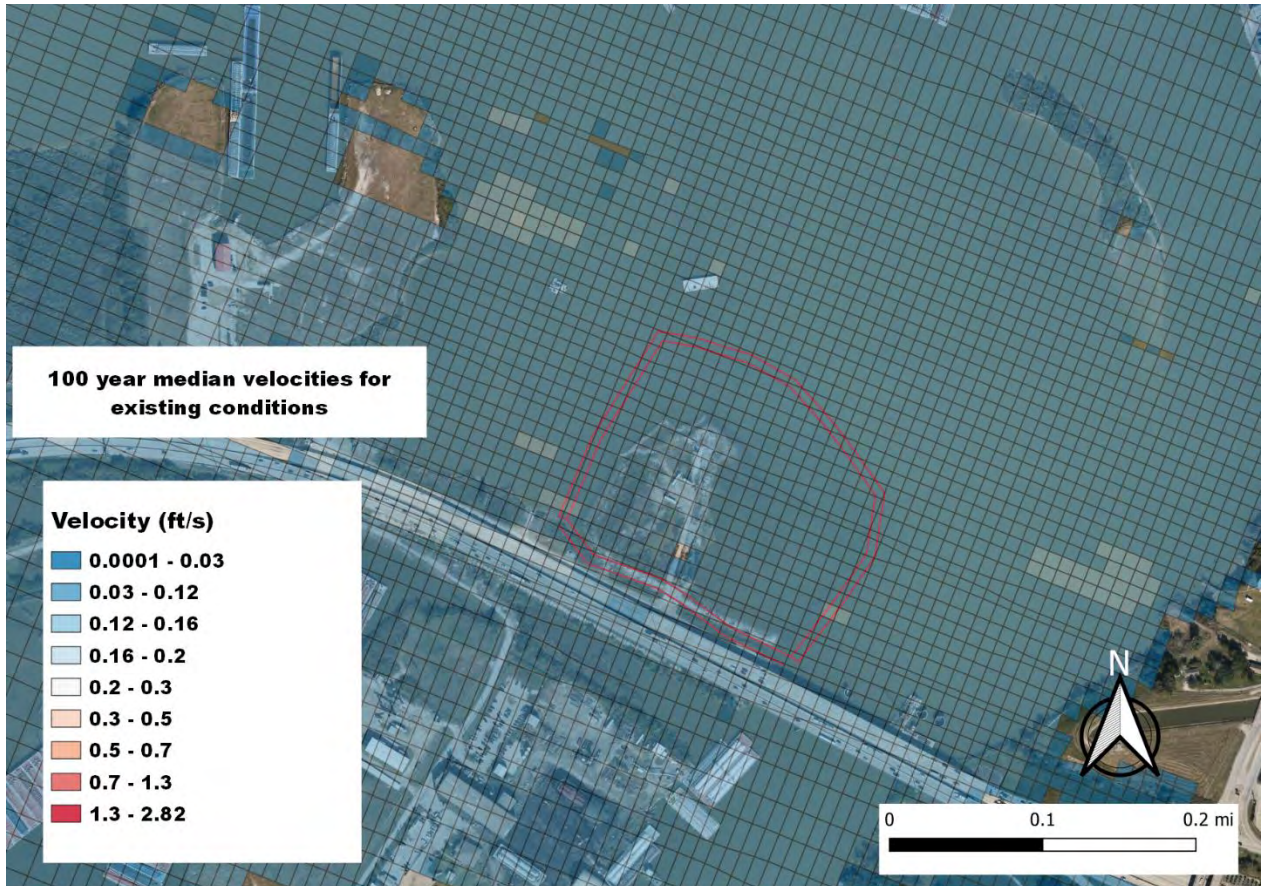 100 year median velocities for
existing conditions
Velocity (ft/s)
0.0001 - 0.03
0.03 - 0.12
0.12 - 0.16
0.16 - 0.2
0.2 - 0.3
0.3 - 0.5
0.5 - 0.7
0.7 - 1.3
1.3 - 2.82
N
0 0.1 0.2 mi